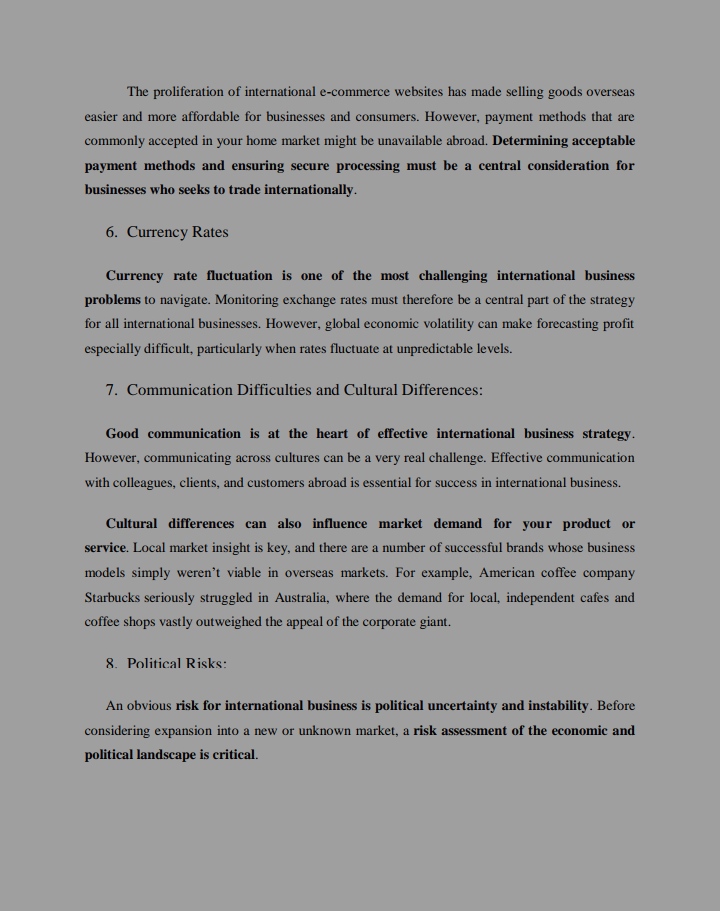 The proliferation of international e-commerce websites has made selling goods overseas
easier and more affordable for businesses and consumers. However, payment methods that are
commonly accepted in your home market might be unavailable abroad. Determining acceptable
payment methods and ensuring secure processing must be a central consideration for
businesses who seeks to trade internationally.
6. Currency Rates
Currency rate fluctuation is one of the most challenging international business
problems to navigate. Monitoring exchange rates must therefore be a central part of the strategy
for all international businesses. However, global economic volatility can make forecasting profit
especially difficult, particularly when rates fluctuate at unpredictable levels.
7. Communication Difficulties and Cultural Differences:
Good communication is at the heart of effective international business strategy.
However, communicating across cultures can be a very real challenge. Effective communication
with colleagues, clients, and customers abroad is essential for success in international business.
Cultural differences can also influence market demand for your product or
service. Local market insight is key, and there are a number of successful brands whose business
models simply weren’t viable in overseas markets. For example, American coffee company
Starbucks seriously struggled in Australia, where the demand for local, independent cafes and
coffee shops vastly outweighed the appeal of the corporate giant.
8. Political Risks:
An obvious risk for international business is political uncertainty and instability. Before
considering expansion into a new or unknown market, a risk assessment of the economic and
political landscape is critical.